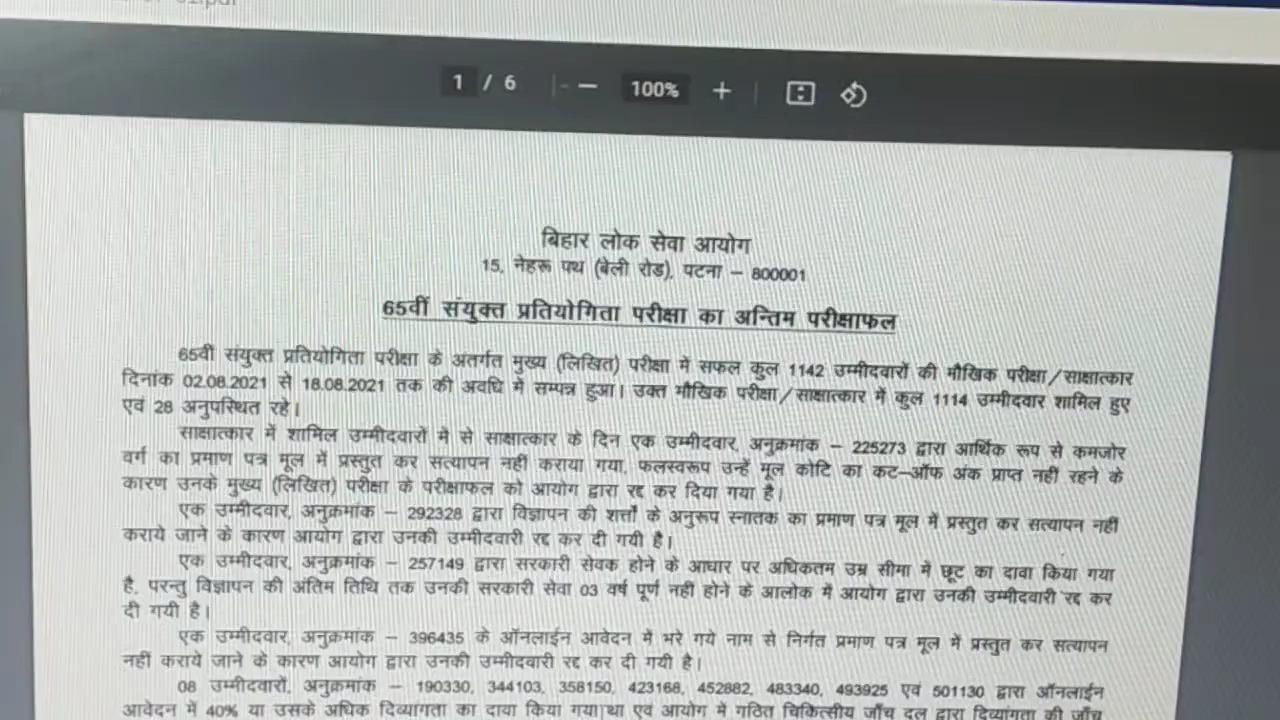 1 / 6 — 100% +
बिहार लोक सेवा आयोग
15, नेहरू पथ (बेली रोड), पटना – 800001
65वीं संयुक्त प्रतियोगिता परीक्षा का अन्तिम परीक्षाफल
65वीं संयुक्त प्रतियोगिता परीक्षा के अंतर्गत मुख्य (लिखित) परीक्षा में सफल कुल 1142 उम्मीदवारों की मौखिक परीक्षा/साक्षात्कार
दिनांक 02.08.2021 से 18.08.2021 तक की अवधि में सम्पन्न हुआ। उक्त मौखिक परीक्षा/साक्षात्कार में कुल 1114 उम्मीदवार शामिल हुए
एवं 28 अनुपस्थित रहे।
साक्षात्कार में शामिल उम्मीदवारों में से साक्षात्कार के दिन एक उम्मीदवार, अनुक्रमांक – 225273 द्वारा आर्थिक रूप से कमजोर
वर्ग का प्रमाण पत्र मूल में प्रस्तुत कर सत्यापन नहीं कराया गया, फलस्वरूप उन्हें मूल कोटि का कट–ऑफ अंक प्राप्त नहीं रहने के
कारण उनके मुख्य (लिखित) परीक्षा के परीक्षाफल को आयोग द्वारा रद्द कर दिया गया है।
एक उम्मीदवार, अनुक्रमांक – 292328 द्वारा विज्ञापन की शर्त्तों के अनुरूप स्नातक का प्रमाण पत्र मूल में प्रस्तुत कर सत्यापन नहीं
कराये जाने के कारण आयोग द्वारा उनकी उम्मीदवारी रद्द कर दी गयी है।
एक उम्मीदवार, अनुक्रमांक – 257149 द्वारा सरकारी सेवक होने के आधार पर अधिकतम उम्र सीमा में छूट का दावा किया गया
है, परन्तु विज्ञापन की अंतिम तिथि तक उनकी सरकारी सेवा 03 वर्ष पूर्ण नहीं होने के आलोक में आयोग द्वारा उनकी उम्मीदवारी रद्द कर
दी गयी है।
एक उम्मीदवार, अनुक्रमांक – 396435 के ऑनलाईन आवेदन में भरे गये नाम से निर्गत प्रमाण पत्र मूल में प्रस्तुत कर सत्यापन
नहीं कराये जाने के कारण आयोग द्वारा उनकी उम्मीदवारी रद्द कर दी गयी है।
08 उम्मीदवारों, अनुक्रमांक – 190330, 344103, 358150, 423168, 452882, 483340, 493925 एवं 501130 द्वारा ऑनलाईन
आवेदन में 40% या उसके अधिक दिव्यांगता का दावा किया गया था एवं आयोग में गठित चिकित्सीय जाँच दल द्वारा दिव्यांगता की जाँच